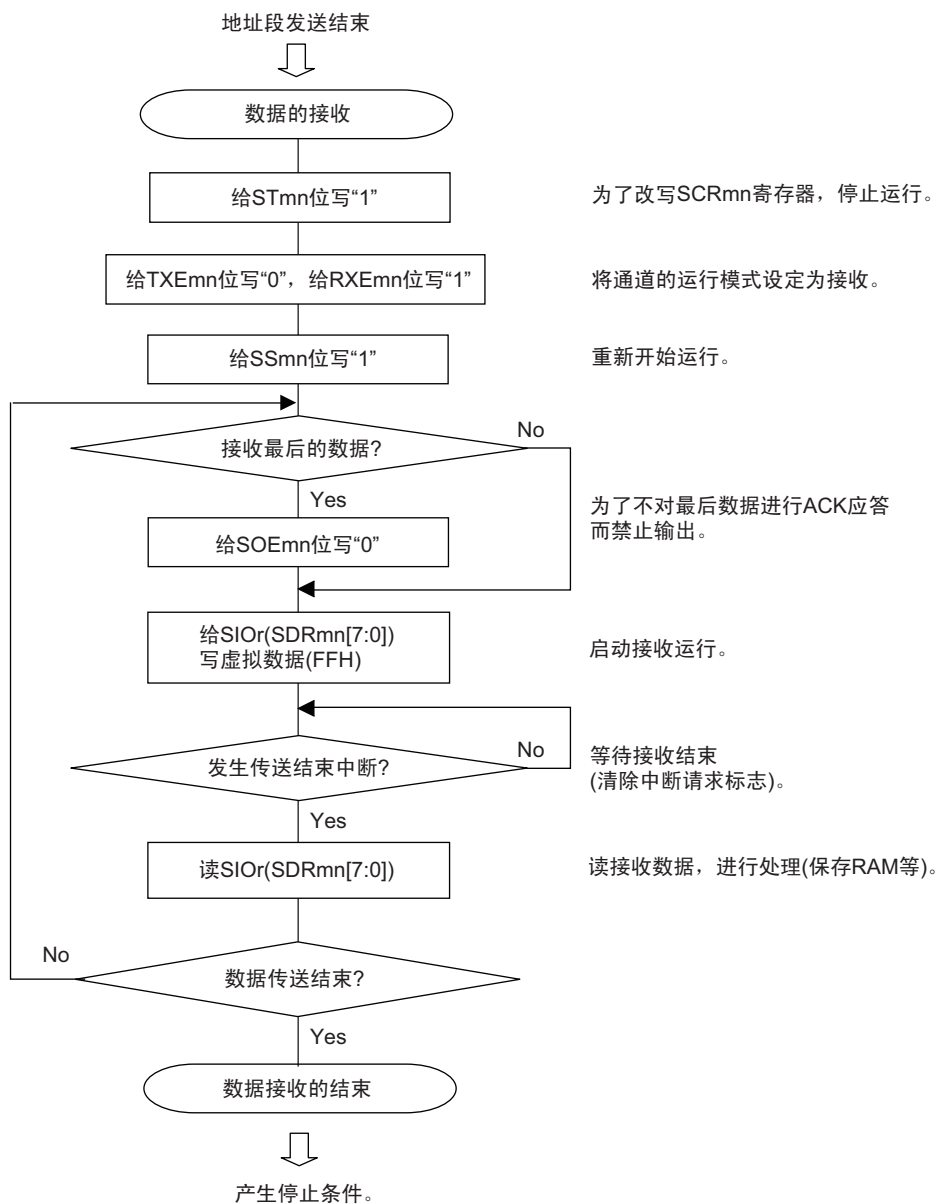 地址段发送结束
数据的接收
给STmn位写“1”
为了改写SCRmn寄存器，停止运行。
给TXEmn位写“0”，给RXEmn位写“1”
将通道的运行模式设定为接收。
给SSmn位写“1”
重新开始运行。
接收最后的数据?
No
Yes
为了不对最后数据进行ACK应答
而禁止输出。
给SOEmn位写“0”
给SIOr(SDRmn[7:0])
写虚拟数据(FFH)
启动接收运行。
发生传送结束中断?
No
等待接收结束
(清除中断请求标志)。
Yes
读SIOr(SDRmn[7:0])
读接收数据，进行处理(保存RAM等)。
No
数据传送结束?
Yes
数据接收的结束
产生停止条件。